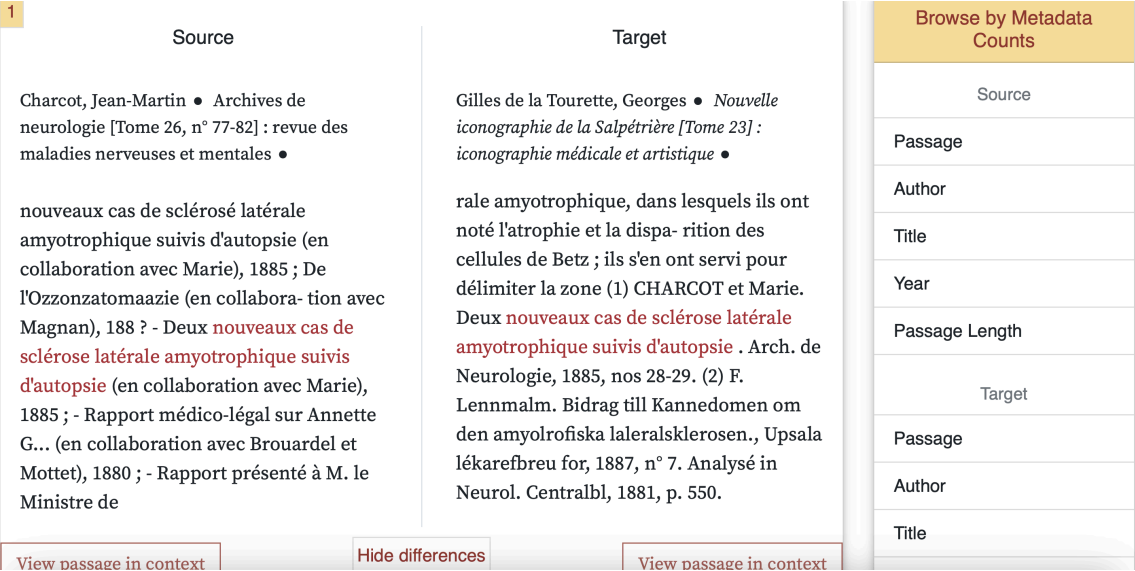 1
Source
Charcot, Jean-Martin ● Archives de
neurologie [Tome 26, n° 77-82] : revue des
maladies nerveuses et mentales ●
nouveaux cas de sclérosé latérale
amyotrophique suivis d'autopsie (en
collaboration avec Marie), 1885 ; De
l'Ozzonzatomaazie (en collabora- tion avec
Magnan), 188 ? - Deux nouveaux cas de
sclérose latérale amyotrophique suivis
d'autopsie (en collaboration avec Marie),
1885 ; - Rapport médico-légal sur Annette
G... (en collaboration avec Brouardel et
Mottet), 1880 ; - Rapport présenté à M. le
Ministre de
View passage in context
Target
Gilles de la Tourette, Georges ● Nouvelle
iconographie de la Salpétrière [Tome 23] :
iconographie médicale et artistique ●
rale amyotrophique, dans lesquels ils ont
noté l'atrophie et la dispa- rition des
cellules de Betz ; ils s'en ont servi pour
délimiter la zone (1) CHARCOT et Marie.
Deux nouveaux cas de sclérose latérale
amyotrophique suivis d'autopsie . Arch. de
Neurologie, 1885, nos 28-29. (2) F.
Lennmalm. Bidrag till Kannedomen om
den amyolrofiska laleralsklerosen., Upsala
lékarefbreu for, 1887, n° 7. Analysé in
Neurol. Centralbl, 1881, p. 550.
Hide differences
View passage in context
Browse by Metadata
Counts
Source
Passage
Author
Title
Year
Passage Length
Target
Passage
Author
Title